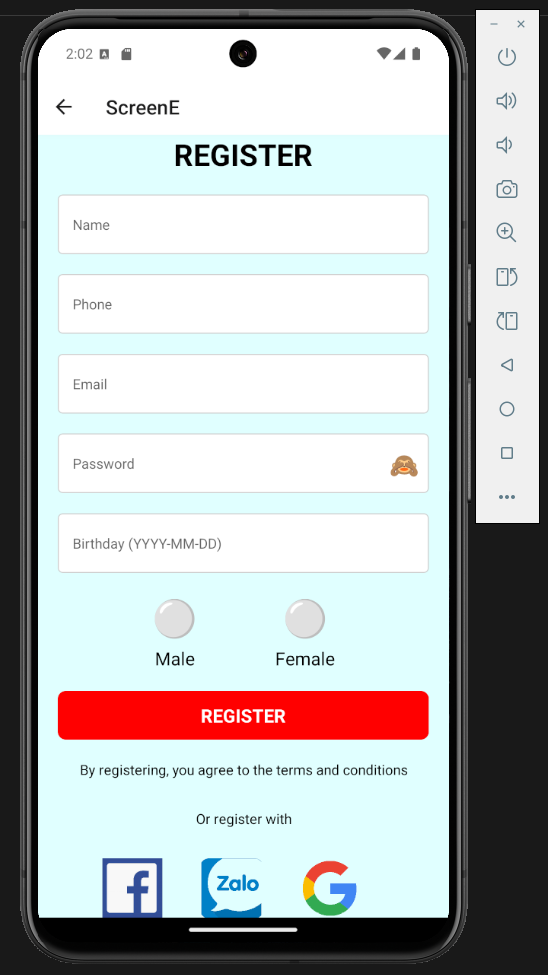 2:02
ScreenE
REGISTER
Name
Phone
Email
Password
Birthday (YYYY-MM-DD)
Male Female
REGISTER
By registering, you agree to the terms and conditions
Or register with
Zalo